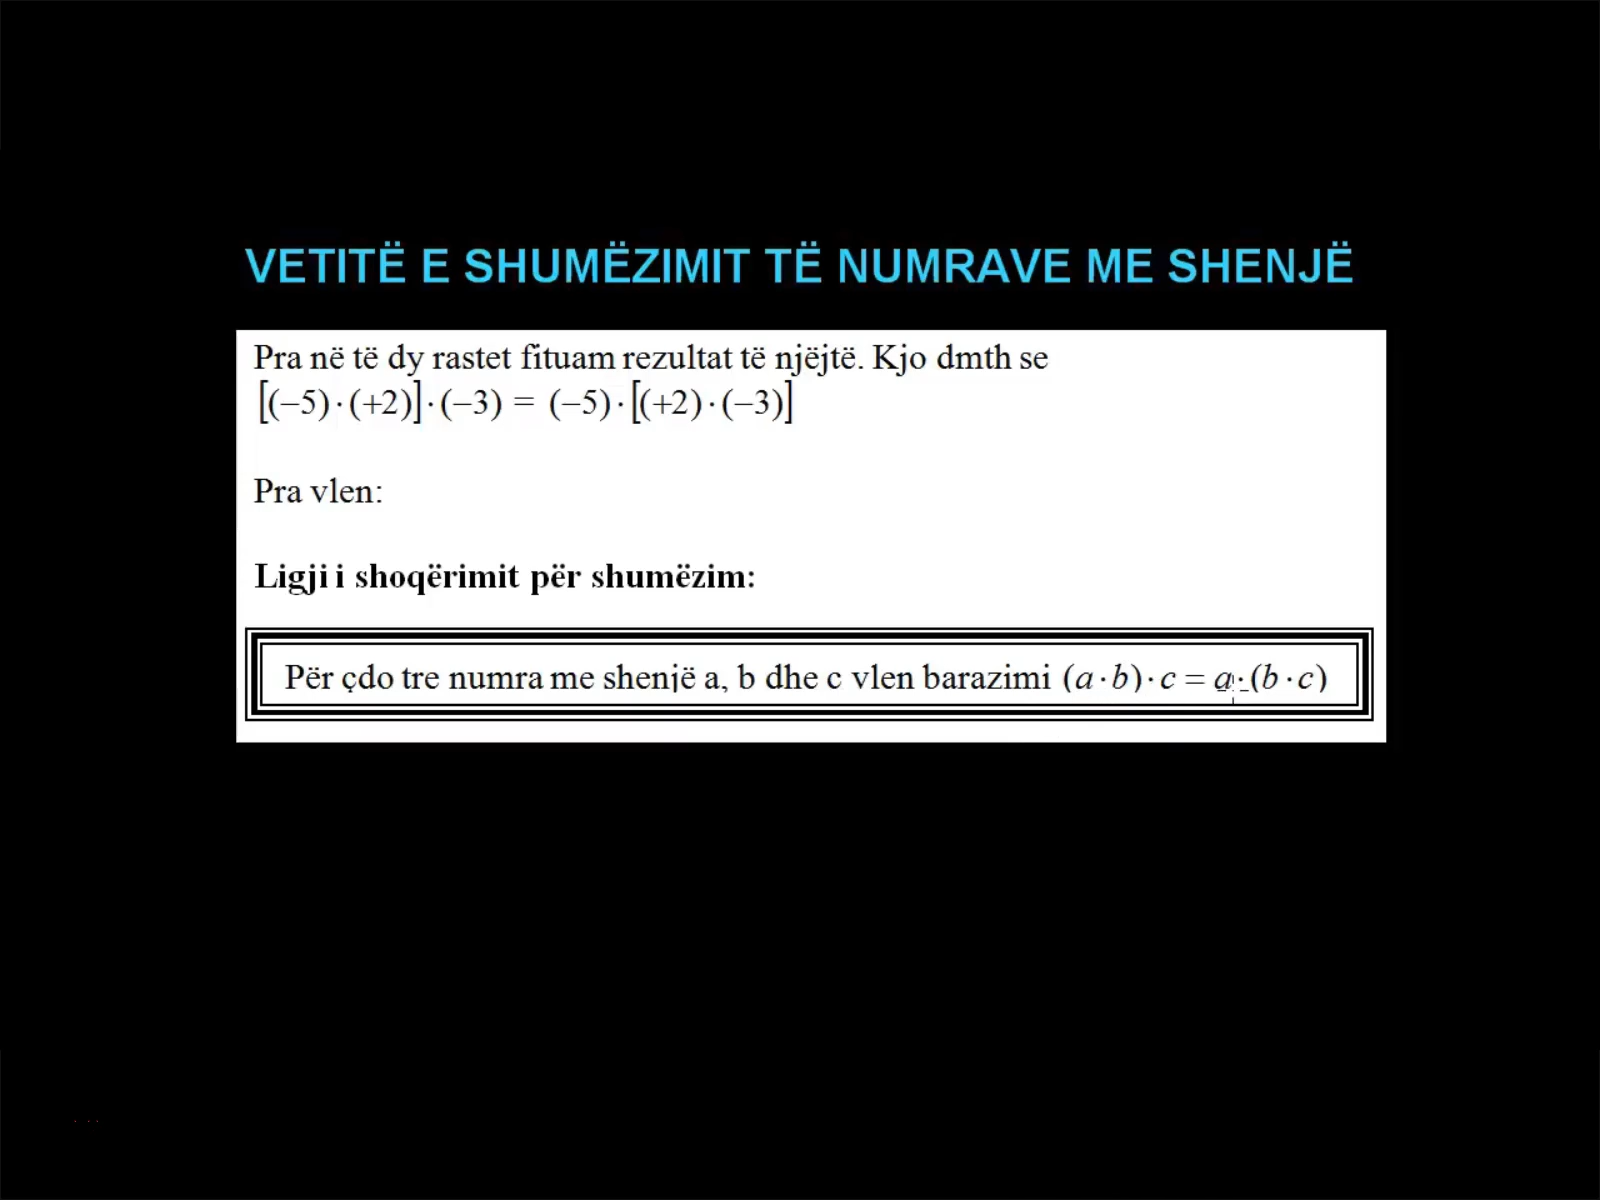 VETITË E SHUMËZIMIT TË NUMRAVE ME SHENJË
Pra në të dy rastet fituam rezultat të njëjtë. Kjo dmth se
[(−5)·(+2)]·(−3) = (−5)·[(+2)·(−3)]
Pra vlen:
Ligji i shoqërimit për shumëzim:
Për çdo tre numra me shenjë a, b dhe c vlen barazimi (a·b)·c = a·(b·c)